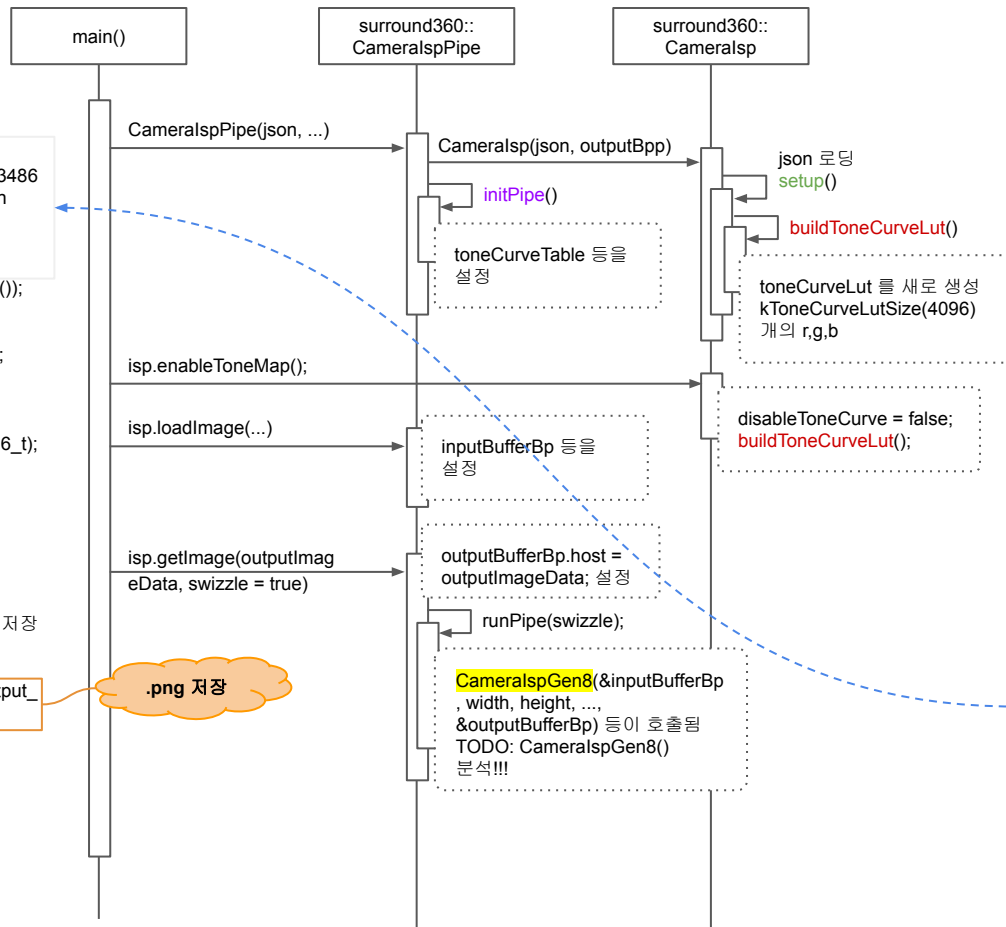 main()
surround360::
CameraIspPipe
surround360::
CameraIsp
CameraIspPipe(json, ...)
CameraIsp(json, outputBpp)
json 로딩
setup()
3486
initPipe()
buildToneCurveLut()
toneCurveTable 등을
설정
toneCurveLut 를 새로 생성
kToneCurveLutSize(4096)
개의 r,g,b
());
;
isp.enableToneMap();
disableToneCurve = false;
buildToneCurveLut();
isp.loadImage(...)
6_t);
inputBufferBp 등을
설정
isp.getImage(outputImag
eData, swizzle = true)
outputBufferBp.host =
outputImageData; 설정
저장
runPipe(swizzle);
.png 저장
put_
CameraIspGen8(&inputBufferBp
, width, height, ...,
&outputBufferBp) 등이 호출됨
TODO: CameraIspGen8()
분석!!!